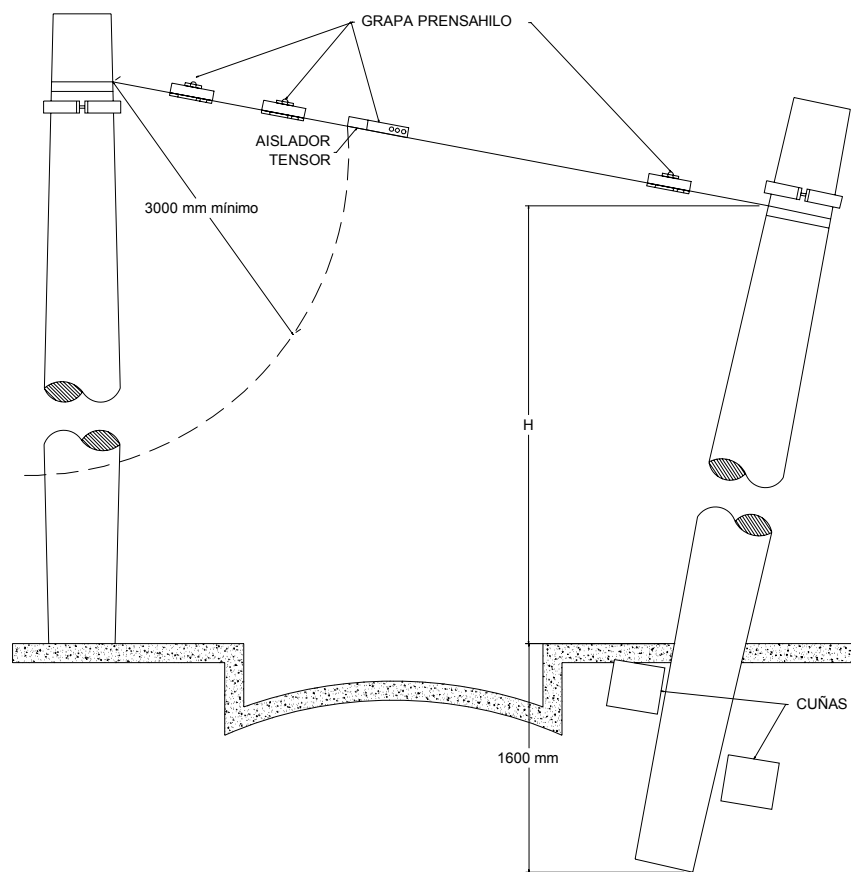 GRAPA PRENSAHILO
AISLADOR
TENSOR
3000 mm mínimo
H
CUÑAS
1600 mm